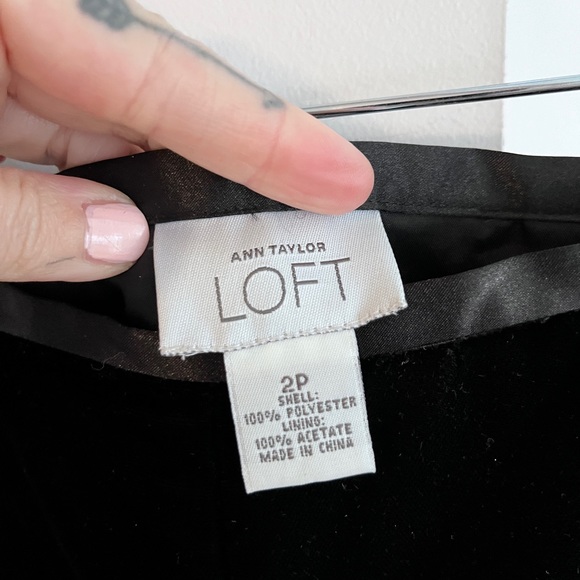 ANN TAYLOR
LOFT
2P
SHELL:
100% POLYESTER
LINING:
100% ACETATE
MADE IN CHINA